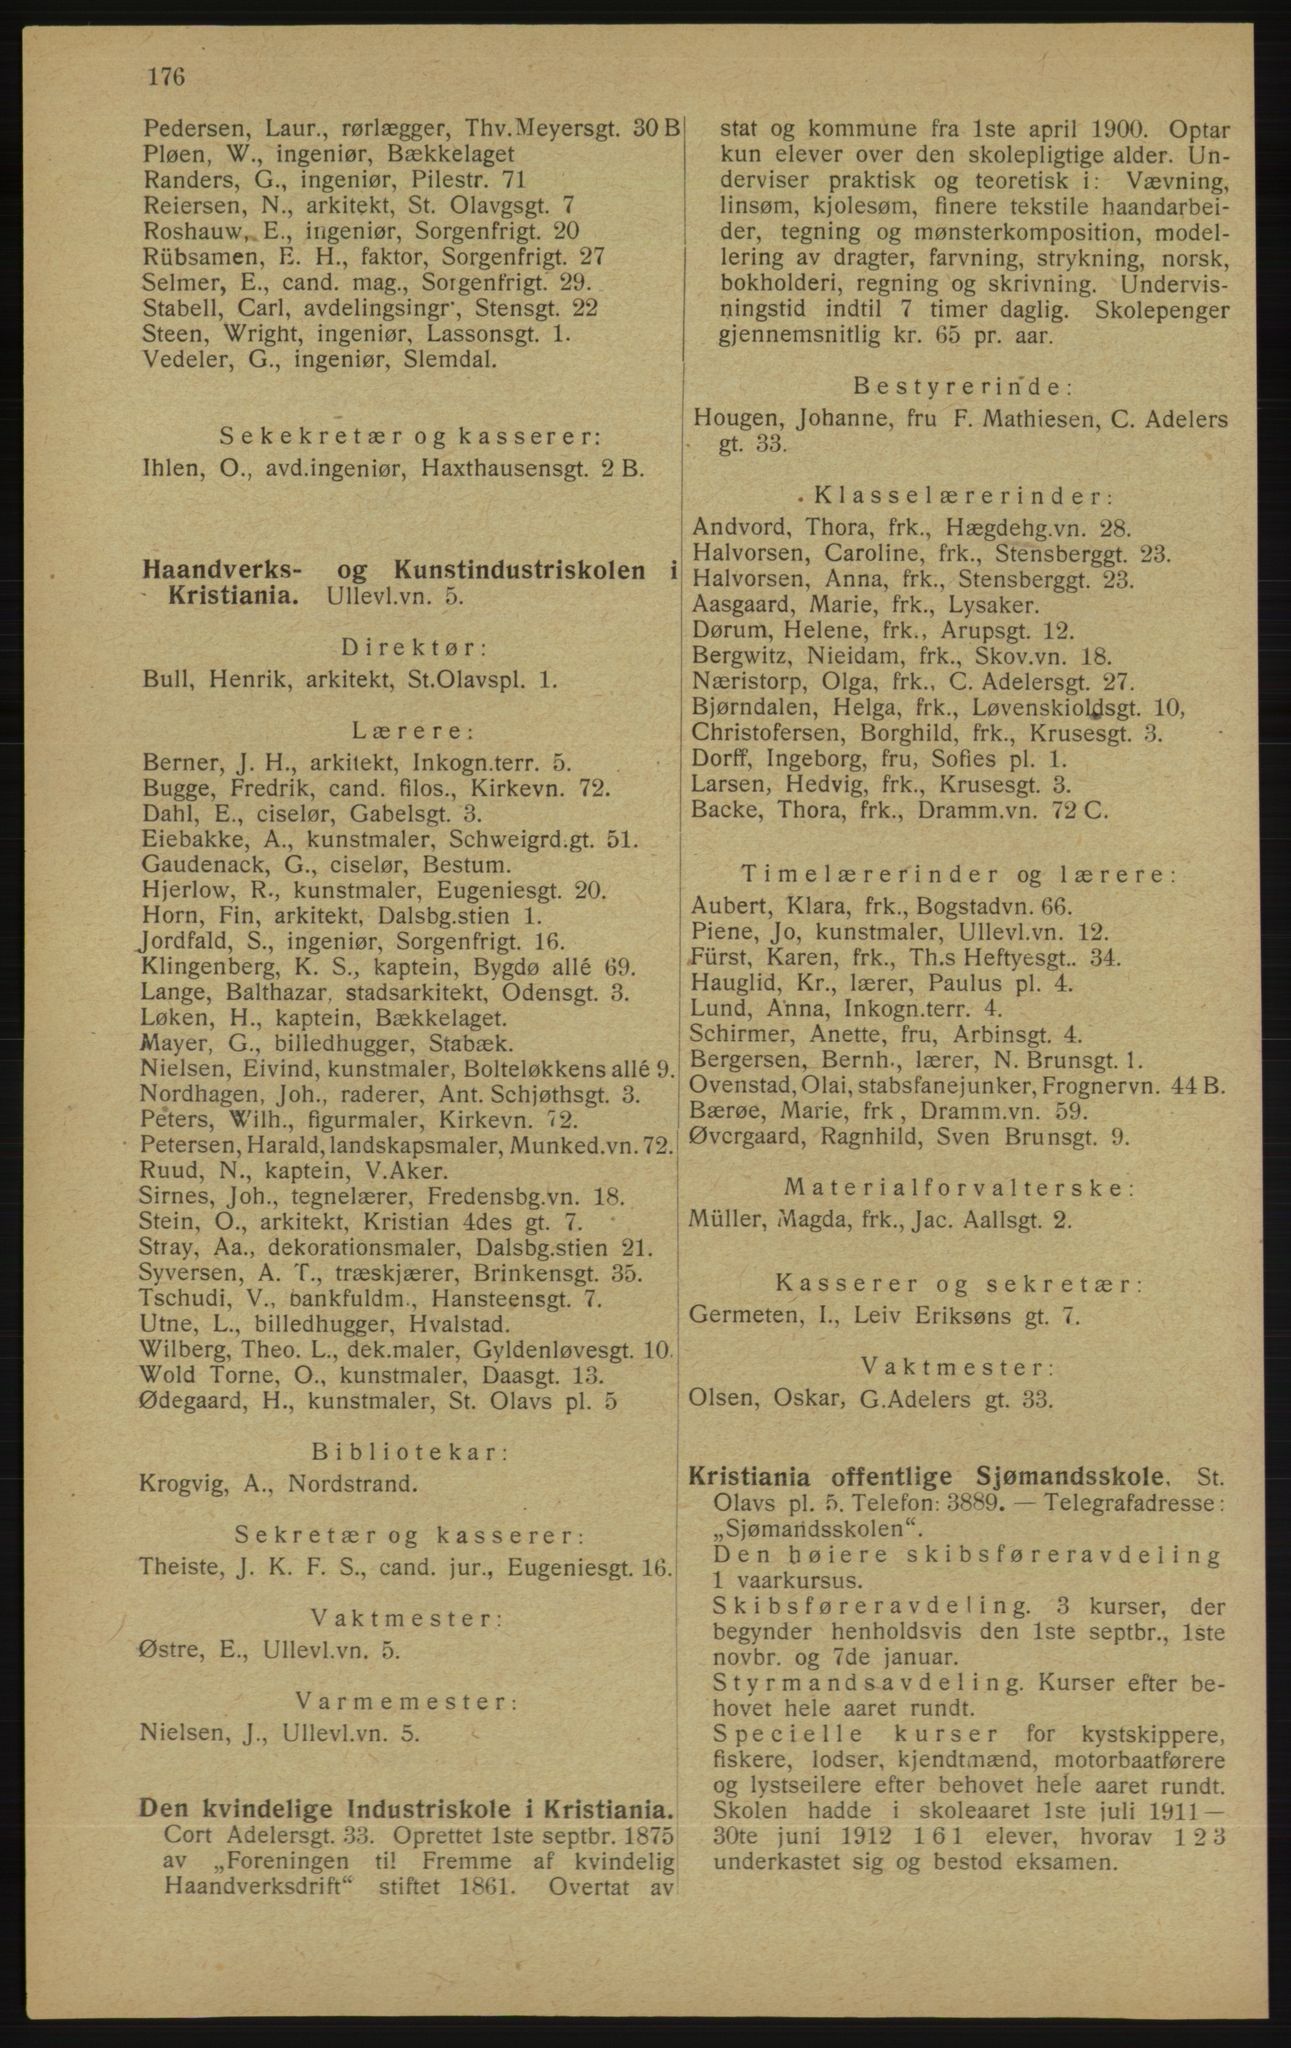 176
Pedersen, Laur., rørlægger, Thv.Meyersgt. 30 B
Pløen, W., ingeniør, Bækkelaget
Randers, G., ingeniør, Pilestr. 71
Reiersen, N., arkitekt, St. Olavgsgt. 7
Roshauw, E., ingeniør, Sorgenfrigt. 20
Rübsamen, E. H., faktor, Sorgenfrigt. 27
Selmer, E., cand. mag., Sorgenfrigt. 29.
Stabell, Carl, avdelingsingr., Stensgt. 22
Steen, Wright, ingeniør, Lassonsgt. 1.
Vedeler, G., ingeniør, Slemdal.
Sekekretær og kasserer:
Ihlen, O., avd.ingeniør, Haxthausensgt. 2 B.
Haandverks- og Kunstindustriskolen i
Kristiania. Ullevl.vn. 5.
Direktør:
Bull, Henrik, arkitekt, St.Olavspl. 1.
Lærere:
Berner, J. H., arkitekt, Inkogn.terr. 5.
Bugge, Fredrik, cand. filos., Kirkevn. 72.
Dahl, E., ciselør, Gabelsgt. 3.
Eiebakke, A., kunstmaler, Schweigrd.gt. 51.
Gaudenack, G., ciselør, Bestum.
Hjerlow, R., kunstmaler, Eugeniesgt. 20.
Horn, Fin, arkitekt, Dalsbg.stien 1.
Jordfald, S., ingeniør, Sorgenfrigt. 16.
Klingenberg, K. S., kaptein, Bygdø allé 69.
Lange, Balthazar, stadsarkitekt, Odensgt. 3.
Løken, H., kaptein, Bækkelaget.
Mayer, G., billedhugger, Stabæk.
Nielsen, Eivind, kunstmaler, Bolteløkkens allé 9.
Nordhagen, Joh., raderer, Ant. Schjøthsgt. 3.
Peters, Wilh., figurmaler, Kirkevn. 72.
Petersen, Harald, landskapsmaler, Munked.vn. 72.
Ruud, N., kaptein, V.Aker.
Sirnes, Joh., tegnelærer, Fredensbg.vn. 18.
Stein, O., arkitekt, Kristian 4des gt. 7.
Stray, Aa., dekorationsmaler, Dalsbg.stien 21.
Syversen, A. T., træskjærer, Brinkensgt. 35.
Tschudi, V., bankfuldm., Hansteensgt. 7.
Utne, L., billedhugger, Hvalstad.
Wilberg, Theo. L., dek.maler, Gyldenløvesgt. 10.
Wold Torne, O., kunstmaler, Daasgt. 13.
Ødegaard, H., kunstmaler, St. Olavs pl. 5
Bibliotekar:
Krogvig, A., Nordstrand.
Sekretær og kasserer:
Theiste, J. K. F. S., cand. jur., Eugeniesgt. 16.
Vaktmester:
Østre, E., Ullevl.vn. 5.
Varmemester:
Nielsen, J., Ullevl.vn. 5.
Den kvindelige Industriskole i Kristiania.
Cort Adelersgt. 33. Oprettet 1ste septbr. 1875
av „Foreningen til Fremme af kvindelig
Haandverksdrift“ stiftet 1861. Overtat av
stat og kommune fra 1ste april 1900. Optar
kun elever over den skolepligtige alder. Un-
derviser praktisk og teoretisk i: Vævning,
linsøm, kjolesøm, finere tekstile haandarbei-
der, tegning og mønsterkomposition, model-
lering av dragter, farvning, strykning, norsk,
bokholderi, regning og skrivning. Undervis-
ningstid indtil 7 timer daglig. Skolepenger
gjennemsnitlig kr. 65 pr. aar.
Bestyrerinde:
Hougen, Johanne, fru F. Mathiesen, C. Adelers
gt. 33.
Klasselærerinder:
Andvord, Thora, frk., Hægdehg.vn. 28.
Halvorsen, Caroline, frk., Stensberggt. 23.
Halvorsen, Anna, frk., Stensberggt. 23.
Aasgaard, Marie, frk., Lysaker.
Dørum, Helene, frk., Arupsgt. 12.
Bergwitz, Nieidam, frk., Skov.vn. 18.
Næristorp, Olga, frk., C. Adelersgt. 27.
Bjørndalen, Helga, frk., Løvenskioldsgt. 10,
Christofersen, Borghild, frk., Krusesgt. 3.
Dorff, Ingeborg, fru, Sofies pl. 1.
Larsen, Hedvig, frk., Krusesgt. 3.
Backe, Thora, frk., Dramm.vn. 72 C.
Timelærerinder og lærere:
Aubert, Klara, frk., Bogstadvn. 66.
Piene, Jo, kunstmaler, Ullevl.vn. 12.
Fürst, Karen, frk., Th.s Heftyesgt.. 34.
Hauglid, Kr., lærer, Paulus pl. 4.
Lund, Anna, Inkogn.terr. 4.
Schirmer, Anette, fru, Arbinsgt. 4.
Bergersen, Bernh., lærer, N. Brunsgt. 1.
Ovenstad, Olai, stabsfanejunker, Frognervn. 44 B.
Bærøe, Marie, frk, Dramm.vn. 59.
Øvergaard, Ragnhild, Sven Brunsgt. 9.
Materialforvalterske:
Müller, Magda, frk., Jac. Aallsgt. 2.
Kasserer og sekretær:
Germeten, I., Leiv Eriksøns gt. 7.
Vaktmester:
Olsen, Oskar, G.Adelers gt. 33.
Kristiania offentlige Sjømandsskole. St.
Olavs pl. 5. Telefon: 3889. — Telegrafadresse:
„Sjømandsskolen“.
Den høiere skibsføreravdeling
1 vaarkursus.
Skibsføreravdeling. 3 kurser, der
begynder henholdsvis den 1ste septbr., 1ste
novbr. og 7de januar.
Styrmandsavdeling. Kurser efter be-
hovet hele aaret rundt.
Specielle kurser for kystskippere,
fiskere, lodser, kjendtmænd, motorbaatførere
og lystseilere efter behovet hele aaret rundt.
Skolen hadde i skoleaaret 1ste juli 1911 —
30te juni 1912 161 elever, hvorav 123
underkastet sig og bestod eksamen.